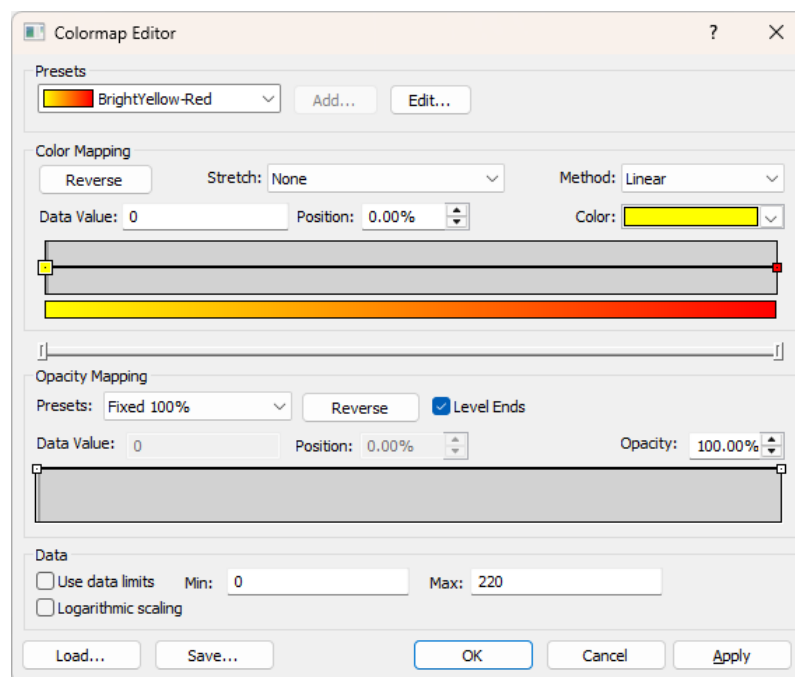 Colormap Editor ?
Presets
BrightYellow-Red Add... Edit...
Color Mapping
Reverse Stretch: None Method: Linear
Data Value: 0 Position: 0.00% Color:
Opacity Mapping
Presets: Fixed 100% Reverse Level Ends
Data Value: 0 Position: 0.00% Opacity: 100.00%
Data
Use data limits Min: 0 Max: 220
Logarithmic scaling
Load... Save... OK Cancel Apply